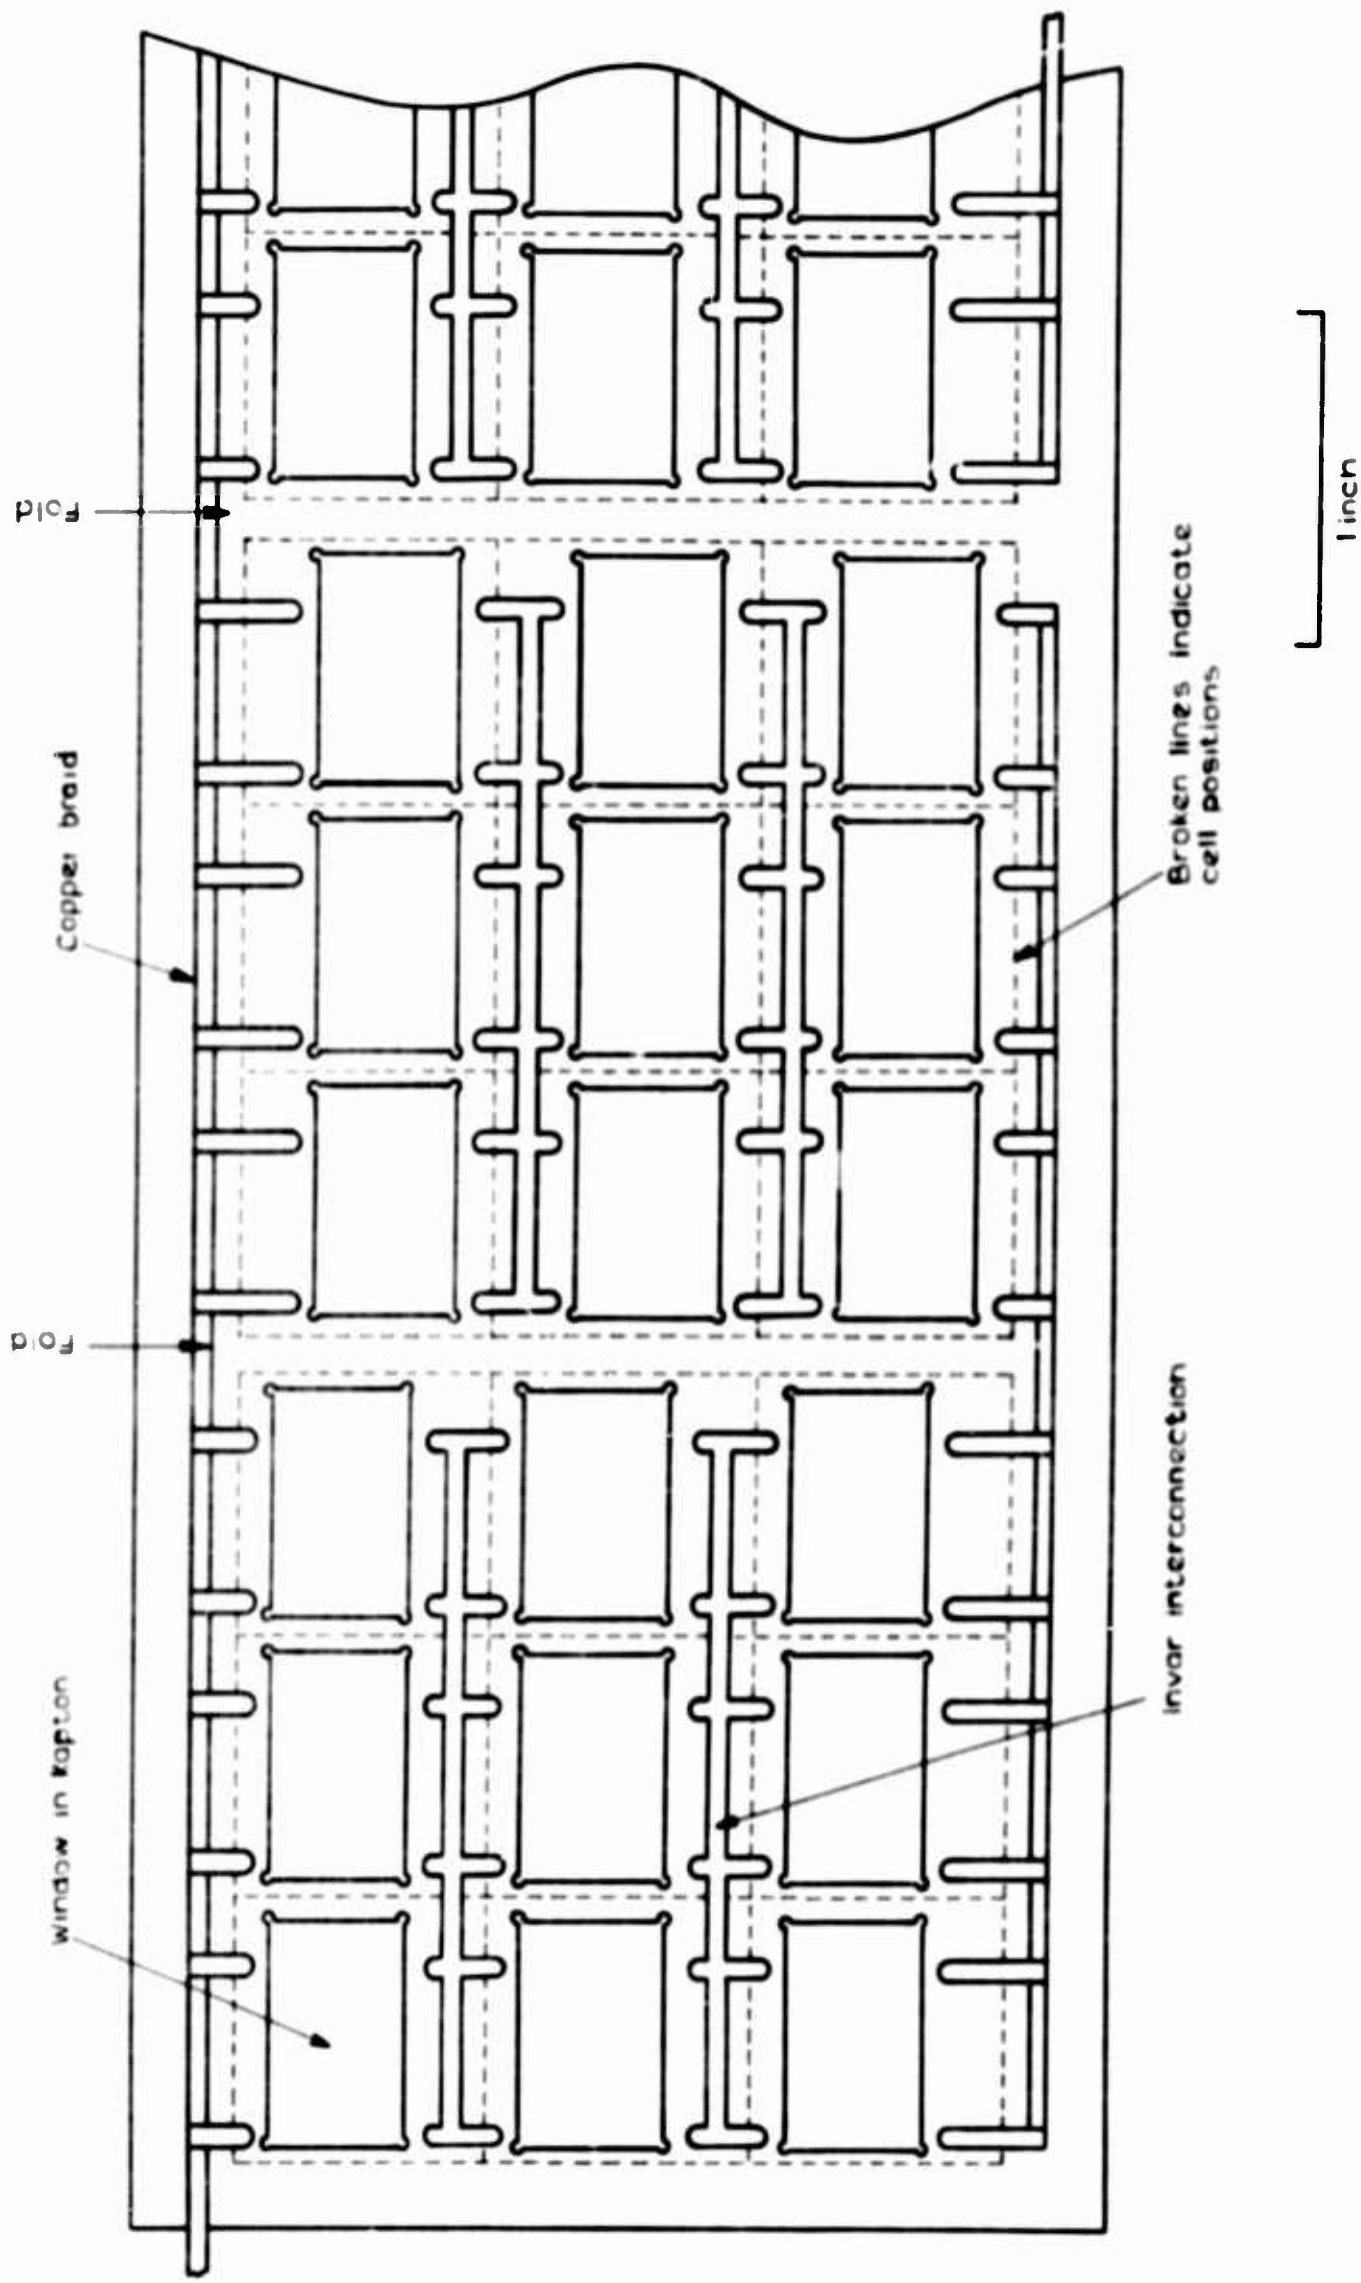 Window in Kapton
Fold
Copper braid
Fold
Invar interconnection
Broken lines indicate
cell positions
1 inch